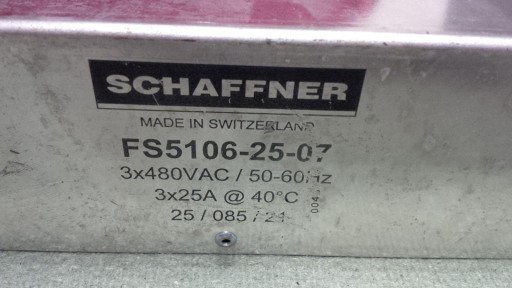 SCHAFFNER
MADE IN SWITZERLAND
FS5106-25-07
3x480VAC / 50-60Hz
3x25A @ 40°C
25 / 085 / 21